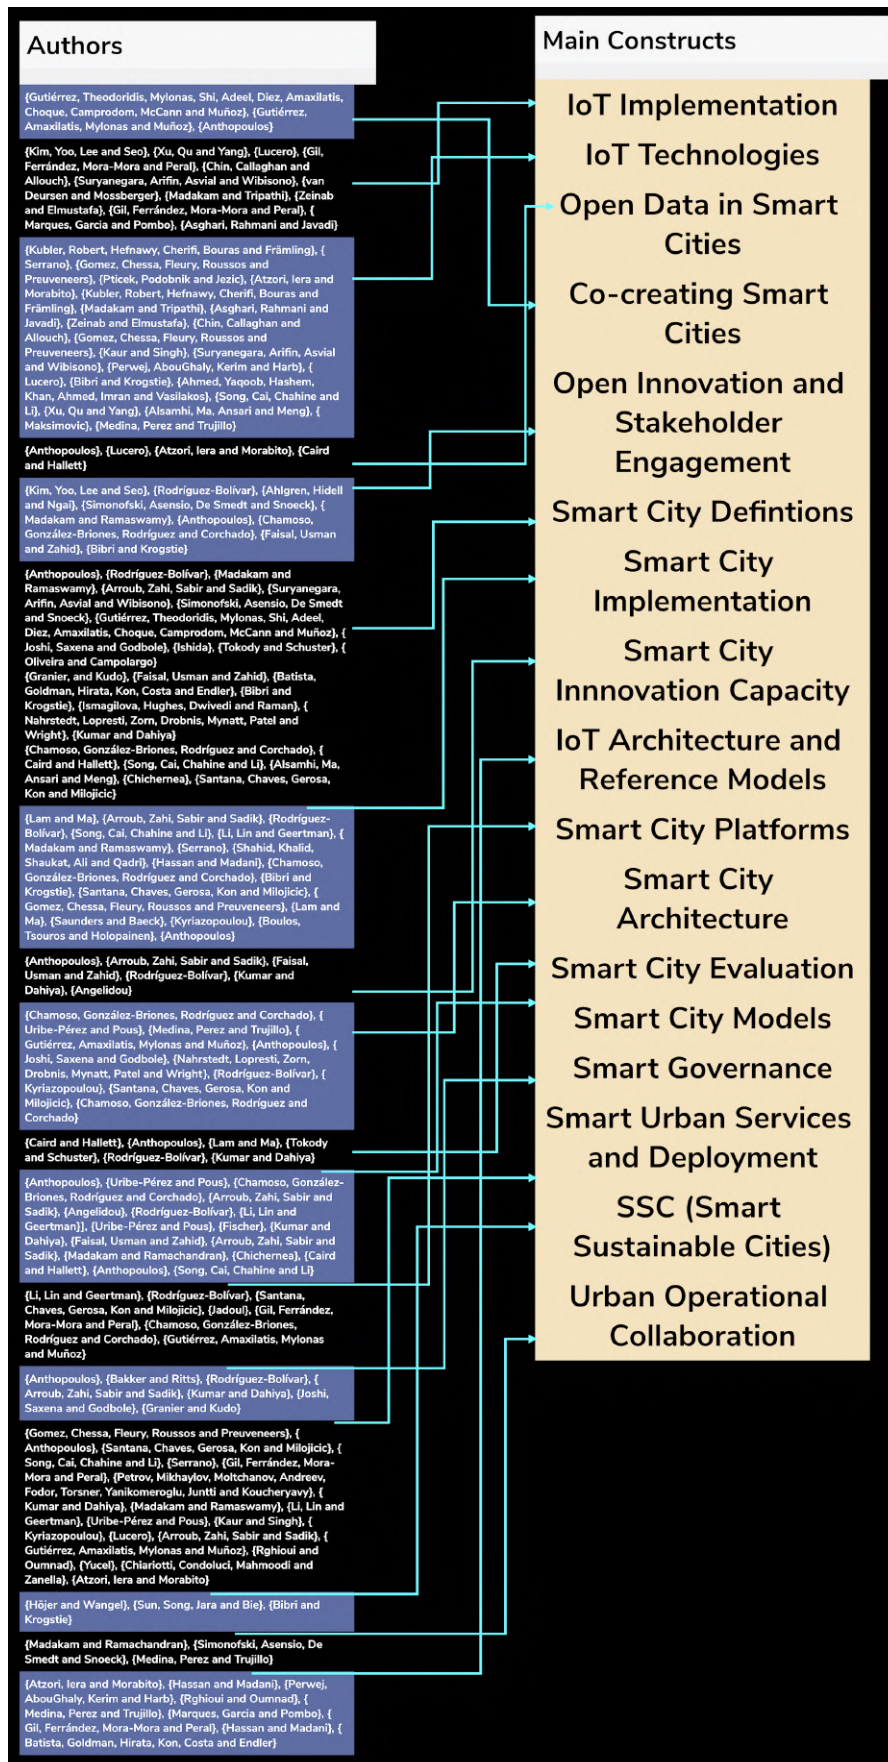 Authors
{Gutiérrez, Theodoridis, Mylonas, Shi, Adeel, Diez, Amaxilatis,
Choque, Camprodom, McCann and Muñoz}, {Gutiérrez,
Amaxilatis, Mylonas and Muñoz}, {Anthopoulos}
{Kim, Yoo, Lee and Seo}, {Xu, Qu and Yang}, {Lucero}, {Gil,
Ferrández, Mora-Mora and Peral}, {Chin, Callaghan and
Allouch}, {Suryanegara, Arifin, Asvial and Wibisono}, {van
Deursen and Mossberger}, {Madakam and Tripathi}, {Zeinab
and Elmustafa}, {Gil, Ferrández, Mora-Mora and Peral}, {
Marques, Garcia and Pombo}, {Asghari, Rahmani and Javadi}
{Kubler, Robert, Hefnawy, Cherifi, Bouras and Främling}, {
Serrano}, {Gomez, Chessa, Fleury, Roussos and
Preuveneers}, {Pticek, Podobnik and Jezic}, {Atzori, Iera and
Morabito}, {Kubler, Robert, Hefnawy, Cherifi, Bouras and
Främling}, {Madakam and Tripathi}, {Asghari, Rahmani and
Javadi}, {Zeinab and Elmustafa}, {Chin, Callaghan and
Allouch}, {Gomez, Chessa, Fleury, Roussos and
Preuveneers}, {Kaur and Singh}, {Suryanegara, Arifin, Asvial
and Wibisono}, {Perwej, AbouGhaly, Kerim and Harb}, {
Lucero}, {Bibri and Krogstie}, {Ahmed, Yaqoob, Hashem,
Khan, Ahmed, Imran and Vasilakos}, {Song, Cai, Chahine and
Li}, {Xu, Qu and Yang}, {Alsamhi, Ma, Ansari and Meng}, {
Maksimovic}, {Medina, Perez and Trujillo}
{Anthopoulos}, {Lucero}, {Atzori, Iera and Morabito}, {Caird
and Hallett}
{Kim, Yoo, Lee and Seo}, {Rodríguez-Bolívar}, {Ahlgren, Hidell
and Ngai}, {Simonofski, Asensio, De Smedt and Snoeck}, {
Madakam and Ramaswamy}, {Anthopoulos}, {Chamoso,
González-Briones, Rodríguez and Corchado}, {Faisal, Usman
and Zahid}, {Bibri and Krogstie}
{Anthopoulos}, {Rodríguez-Bolívar}, {Madakam and
Ramaswamy}, {Arroub, Zahi, Sabir and Sadik}, {Suryanegara,
Arifin, Asvial and Wibisono}, {Simonofski, Asensio, De Smedt
and Snoeck}, {Gutiérrez, Theodoridis, Mylonas, Shi, Adeel,
Diez, Amaxilatis, Choque, Camprodom, McCann and Muñoz}, {
Joshi, Saxena and Godbole}, {Ishida}, {Tokody and Schuster}, {
Oliveira and Campolargo}
{Granier, and Kudo}, {Faisal, Usman and Zahid}, {Batista,
Goldman, Hirata, Kon, Costa and Endler}, {Bibri and
Krogstie}, {Ismagilova, Hughes, Dwivedi and Raman}, {
Nahrstedt, Lopresti, Zorn, Drobnis, Mynatt, Patel and
Wright}, {Kumar and Dahiya}
{Chamoso, González-Briones, Rodríguez and Corchado}, {
Caird and Hallett}, {Song, Cai, Chahine and Li}, {Alsamhi, Ma,
Ansari and Meng}, {Chichernea}, {Santana, Chaves, Gerosa,
Kon and Milojicic}
{Lam and Ma}, {Arroub, Zahi, Sabir and Sadik}, {Rodríguez-
Bolívar}, {Song, Cai, Chahine and Li}, {Li, Lin and Geertman}, {
Madakam and Ramaswamy}, {Serrano}, {Shahid, Khalid,
Shaukat, Ali and Qadri}, {Hassan and Madani}, {Chamoso,
González-Briones, Rodríguez and Corchado}, {Bibri and
Krogstie}, {Santana, Chaves, Gerosa, Kon and Milojicic}, {
Gomez, Chessa, Fleury, Roussos and Preuveneers}, {Lam and
Ma}, {Saunders and Baeck}, {Kyriazopoulou}, {Boulos,
Tsouros and Holopainen}, {Anthopoulos}
{Anthopoulos}, {Arroub, Zahi, Sabir and Sadik}, {Faisal,
Usman and Zahid}, {Rodríguez-Bolívar}, {Kumar and
Dahiya}, {Angelidou}
{Chamoso, González-Briones, Rodríguez and Corchado}, {
Uribe-Pérez and Pous}, {Medina, Perez and Trujillo}, {
Gutiérrez, Amaxilatis, Mylonas and Muñoz}, {Anthopoulos}, {
Joshi, Saxena and Godbole}, {Nahrstedt, Lopresti, Zorn,
Drobnis, Mynatt, Patel and Wright}, {Rodríguez-Bolívar}, {
Kyriazopoulou}, {Santana, Chaves, Gerosa, Kon and
Milojicic}, {Chamoso, González-Briones, Rodríguez and
Corchado}
{Caird and Hallett}, {Anthopoulos}, {Lam and Ma}, {Tokody
and Schuster}, {Rodríguez-Bolívar}, {Kumar and Dahiya}
{Anthopoulos}, {Uribe-Pérez and Pous}, {Chamoso, González-
Briones, Rodríguez and Corchado}, {Arroub, Zahi, Sabir and
Sadik}, {Angelidou}, {Rodríguez-Bolívar}, {Li, Lin and
Geertman}], {Uribe-Pérez and Pous}, {Fischer}, {Kumar and
Dahiya}, {Faisal, Usman and Zahid}, {Arroub, Zahi, Sabir and
Sadik}, {Madakam and Ramachandran}, {Chichernea}, {Caird
and Hallett}, {Anthopoulos}, {Song, Cai, Chahine and Li}
{Li, Lin and Geertman}, {Rodríguez-Bolívar}, {Santana,
Chaves, Gerosa, Kon and Milojicic}, {Jadoul}, {Gil, Ferrández,
Mora-Mora and Peral}, {Chamoso, González-Briones,
Rodríguez and Corchado}, {Gutiérrez, Amaxilatis, Mylonas
and Muñoz}
{Anthopoulos}, {Bakker and Ritts}, {Rodríguez-Bolívar}, {
Arroub, Zahi, Sabir and Sadik}, {Kumar and Dahiya}, {Joshi,
Saxena and Godbole}, {Granier and Kudo}
{Gomez, Chessa, Fleury, Roussos and Preuveneers}, {
Anthopoulos}, {Santana, Chaves, Gerosa, Kon and Milojicic}, {
Song, Cai, Chahine and Li}, {Serrano}, {Gil, Ferrández, Mora-
Mora and Peral}, {Petrov, Mikhaylov, Moltchanov, Andreev,
Fodor, Torsner, Yanikomeroglu, Juntti and Koucheryavy}, {
Kumar and Dahiya}, {Madakam and Ramaswamy}, {Li, Lin and
Geertman}, {Uribe-Pérez and Pous}, {Kaur and Singh}, {
Kyriazopoulou}, {Lucero}, {Arroub, Zahi, Sabir and Sadik}, {
Gutiérrez, Amaxilatis, Mylonas and Muñoz}, {Rghioui and
Oumnad}, {Yucel}, {Chiariotti, Condoluci, Mahmoodi and
Zanella}, {Atzori, Iera and Morabito}
{Höjer and Wangel}, {Sun, Song, Jara and Bie}, {Bibri and
Krogstie}
{Madakam and Ramachandran}, {Simonofski, Asensio, De
Smedt and Snoeck}, {Medina, Perez and Trujillo}
{Atzori, Iera and Morabito}, {Hassan and Madani}, {Perwej,
AbouGhaly, Kerim and Harb}, {Rghioui and Oumnad}, {
Medina, Perez and Trujillo}, {Marques, Garcia and Pombo}, {
Gil, Ferrández, Mora-Mora and Peral}, {Hassan and Madani}, {
Batista, Goldman, Hirata, Kon, Costa and Endler}
Main Constructs
IoT Implementation
IoT Technologies
Open Data in Smart
Cities
Co-creating Smart
Cities
Open Innovation and
Stakeholder
Engagement
Smart City Defintions
Smart City
Implementation
Smart City
Innnovation Capacity
IoT Architecture and
Reference Models
Smart City Platforms
Smart City
Architecture
Smart City Evaluation
Smart City Models
Smart Governance
Smart Urban Services
and Deployment
SSC (Smart
Sustainable Cities)
Urban Operational
Collaboration